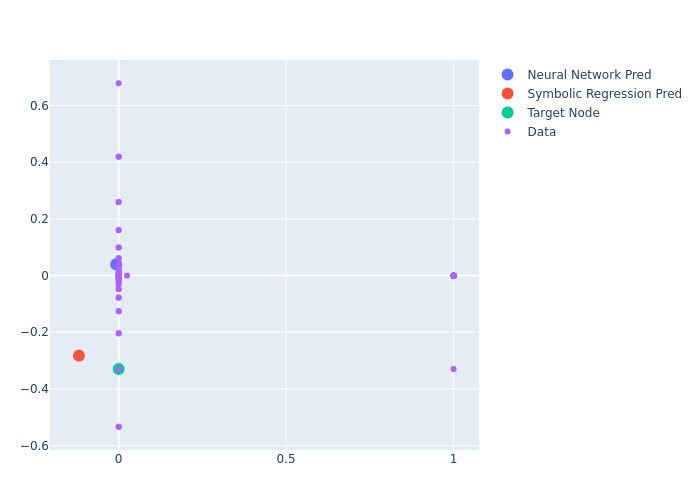 Neural Network Pred
Symbolic Regression Pred
Target Node
Data
0.6
0.4
0.2
0
−0.2
−0.4
−0.6
0
0.5
1